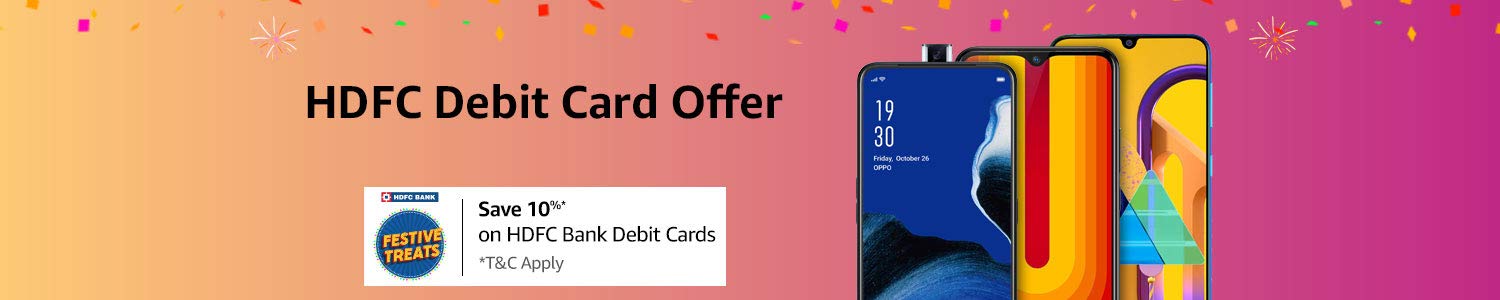 HDFC Debit Card Offer
HDFC BANK
FESTIVE
TREATS
Save 10%*
on HDFC Bank Debit Cards
*T&C Apply
19
30
Friday, October 26
OPPO